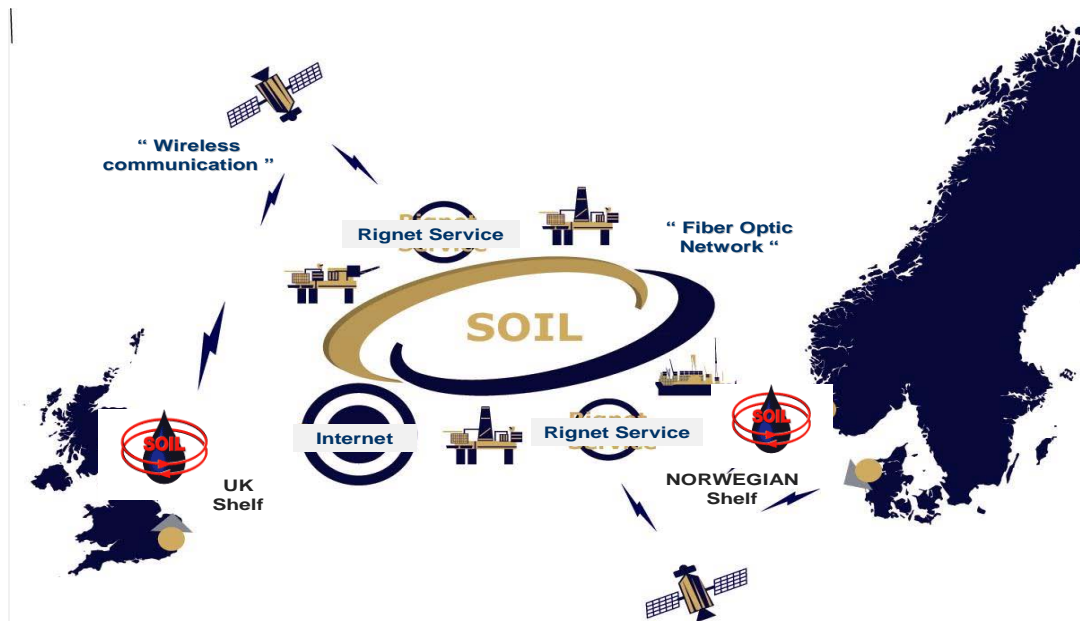 “ Wireless
communication ”
Rignet Service
“ Fiber Optic
Network “
SOIL
Internet
Rignet Service
SOIL
UK
Shelf
SOIL
NORWEGIAN
Shelf